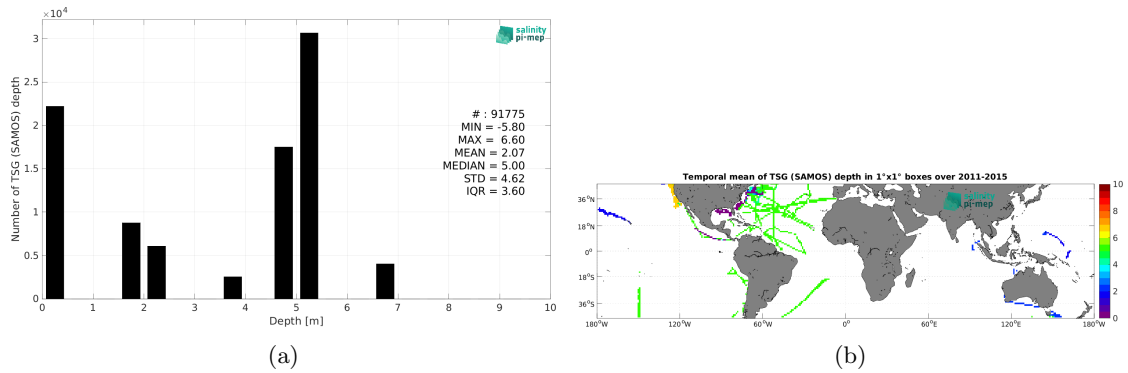 ×10⁴
3
2.5
2
1.5
1
0.5
0
Number of TSG (SAMOS) depth
salinity
pi-mep
# : 91775
MIN = -5.80
MAX = 6.60
MEAN = 2.07
MEDIAN = 5.00
STD = 4.62
IQR = 3.60
0 1 2 3 4 5 6 7 8 9 10
Depth [m]
(a)
Temporal mean of TSG (SAMOS) depth in 1°x1° boxes over 2011-2015
salinity
pi-mep
36°N
18°N
0°
18°S
36°S
180°W 120°W 60°W 0° 60°E 120°E 180°W
10
8
6
4
2
0
(b)